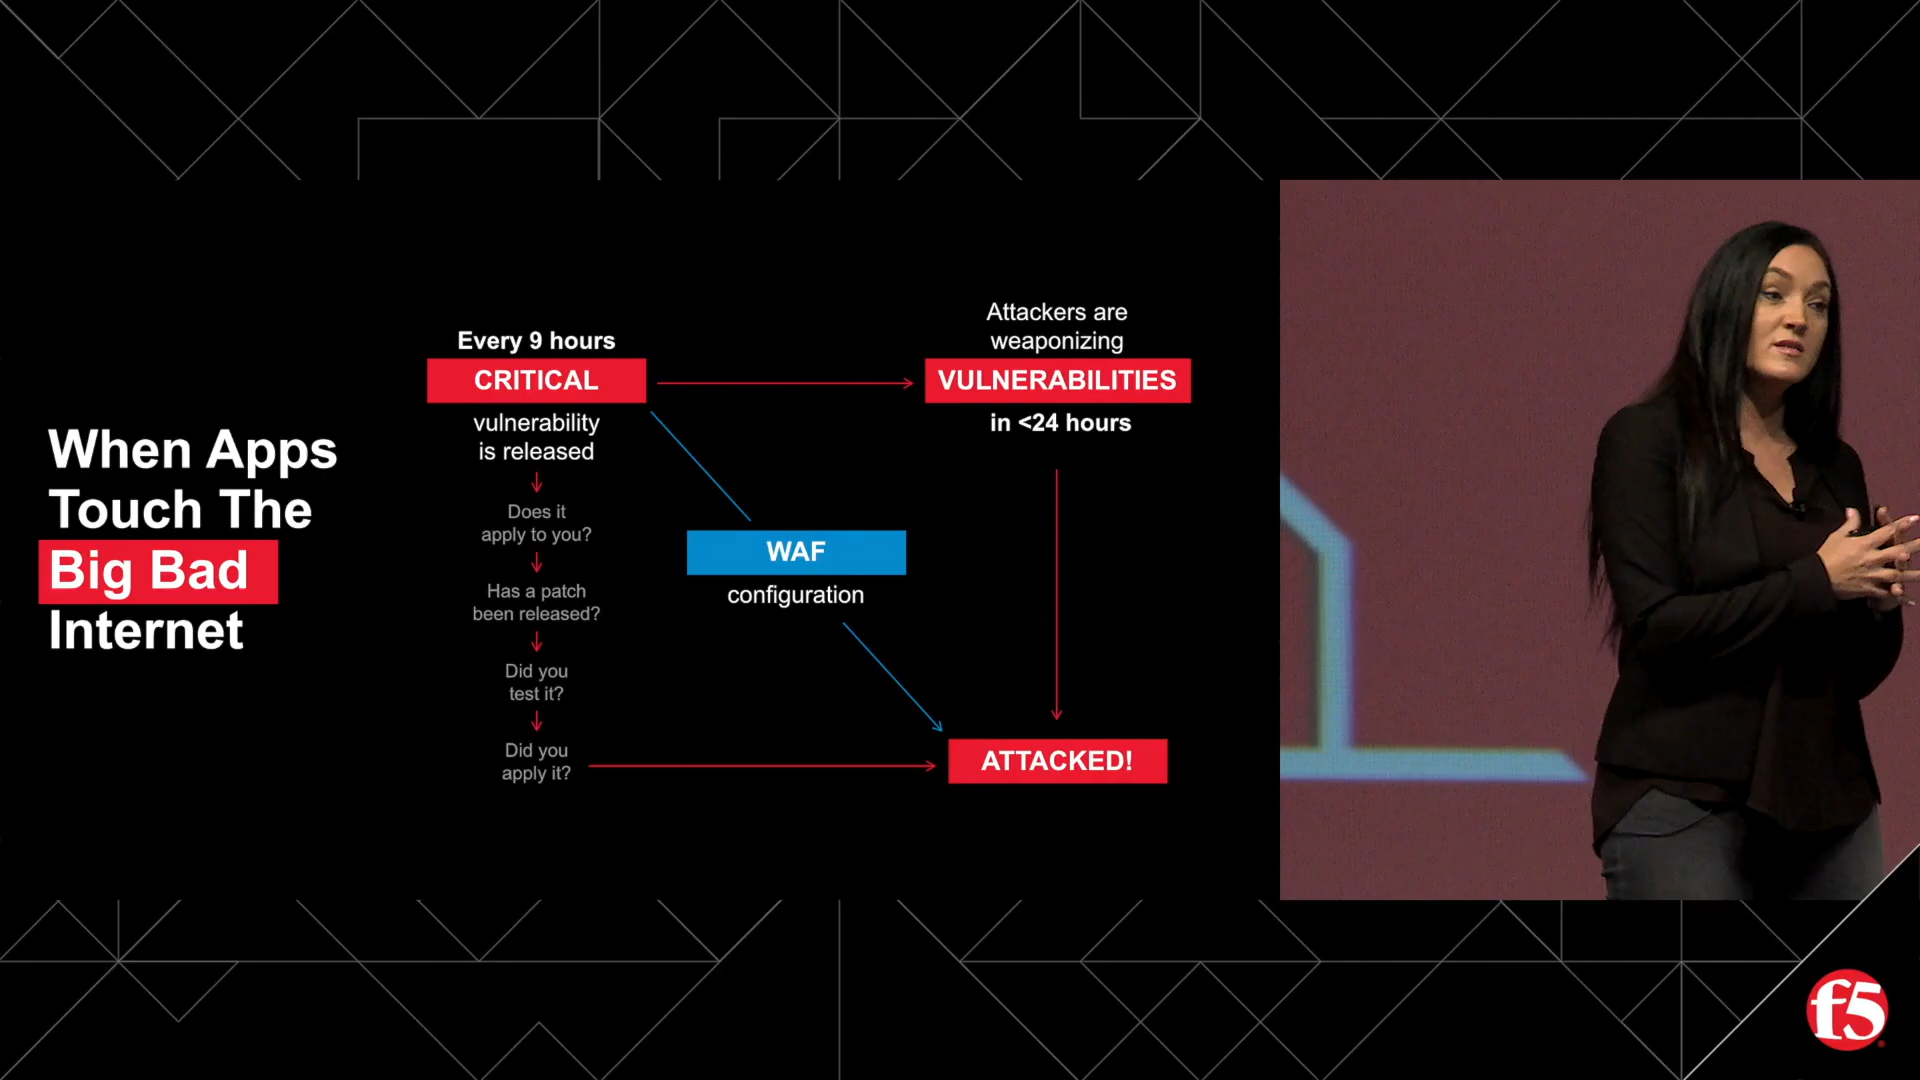 When Apps
Touch The
Big Bad
Internet
Every 9 hours
CRITICAL
vulnerability
is released
Does it
apply to you?
Has a patch
been released?
Did you
test it?
Did you
apply it?
WAF
configuration
Attackers are
weaponizing
VULNERABILITIES
in <24 hours
ATTACKED!
f5